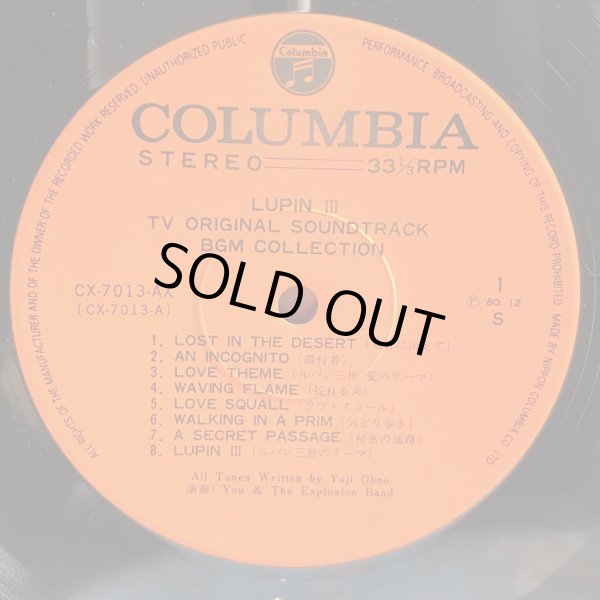 ALL RIGHTS OF THE MANUFACTURER AND OF THE OWNER OF THE RECORDED WORK RESERVED. UNAUTHORIZED PUBLIC PERFORMANCE BROADCASTING AND COPYING OF THIS RECORD PROHIBITED MADE BY NIPPON COLUMBIA CO LTD.
Columbia
COLUMBIA
STEREO 33 1/3 RPM
LUPIN III
TV ORIGINAL SOUNDTRACK
BGM COLLECTION
CX-7013-AX
(CX-7013-A)
1
Ⓟ '80. 12
S
SOLD OUT
1. LOST IN THE DESERT
2. AN INCOGNITO (微行者)
3. LOVE THEME (ルパン三世 愛のテーマ)
4. WAVING FLAME (揺れる炎)
5. LOVE SQUALL (ラヴ・スコール)
6. WALKING IN A PRIM (気どり歩き)
7. A SECRET PASSAGE (秘密の通路)
8. LUPIN III (ルパン三世のテーマ)
All Tunes Written by Yuji Ohno
(演奏) You & The Explosion Band